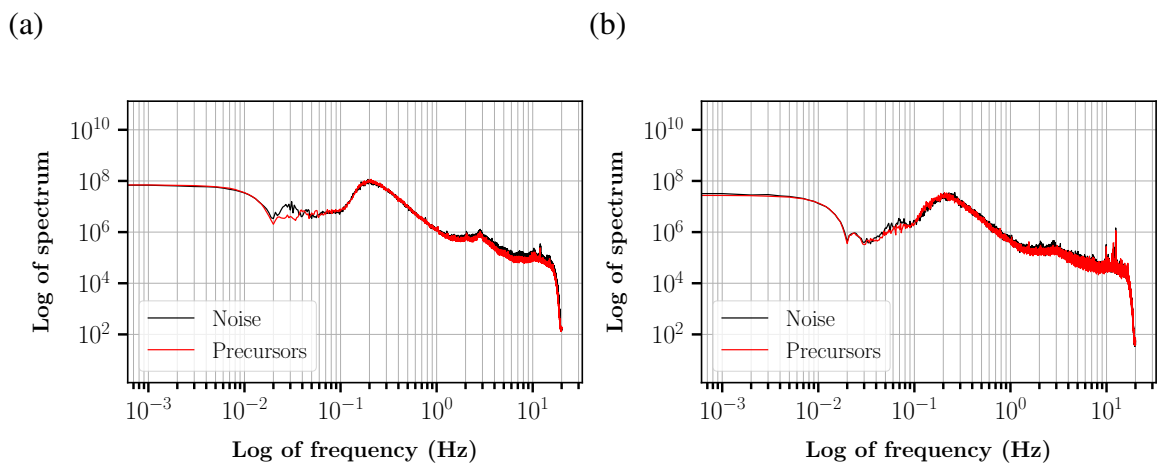 (a)
(b)
Log of spectrum
10^10
10^8
10^6
10^4
10^2
Noise
Precursors
10^-3
10^-2
10^-1
10^0
10^1
Log of frequency (Hz)
Log of spectrum
10^10
10^8
10^6
10^4
10^2
Noise
Precursors
10^-3
10^-2
10^-1
10^0
10^1
Log of frequency (Hz)